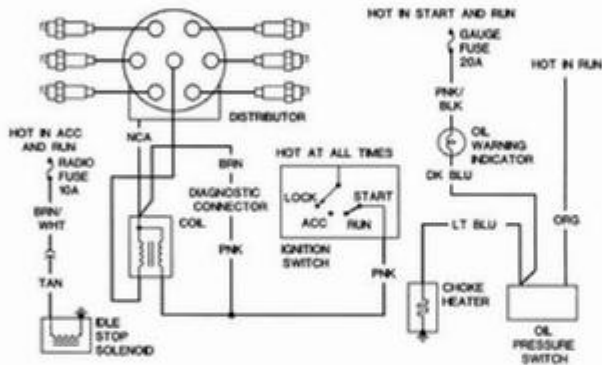 HOT IN START AND RUN
GAUGE
FUSE
20A
HOT IN RUN
DISTRIBUTOR
PNK/
BLK
HOT IN ACC
AND RUN
NCA
OIL
WARNING
INDICATOR
RADIO
FUSE
10A
BRN
HOT AT ALL TIMES
DK BLU
DIAGNOSTIC
CONNECTOR
LOCK
START
BRN/
WHT
COIL
ACC
RUN
LT BLU
ORG
PNK
IGNITION
SWITCH
PNK
TAN
CHOKE
HEATER
IDLE
STOP
SOLENOID
OIL
PRESSURE
SWITCH